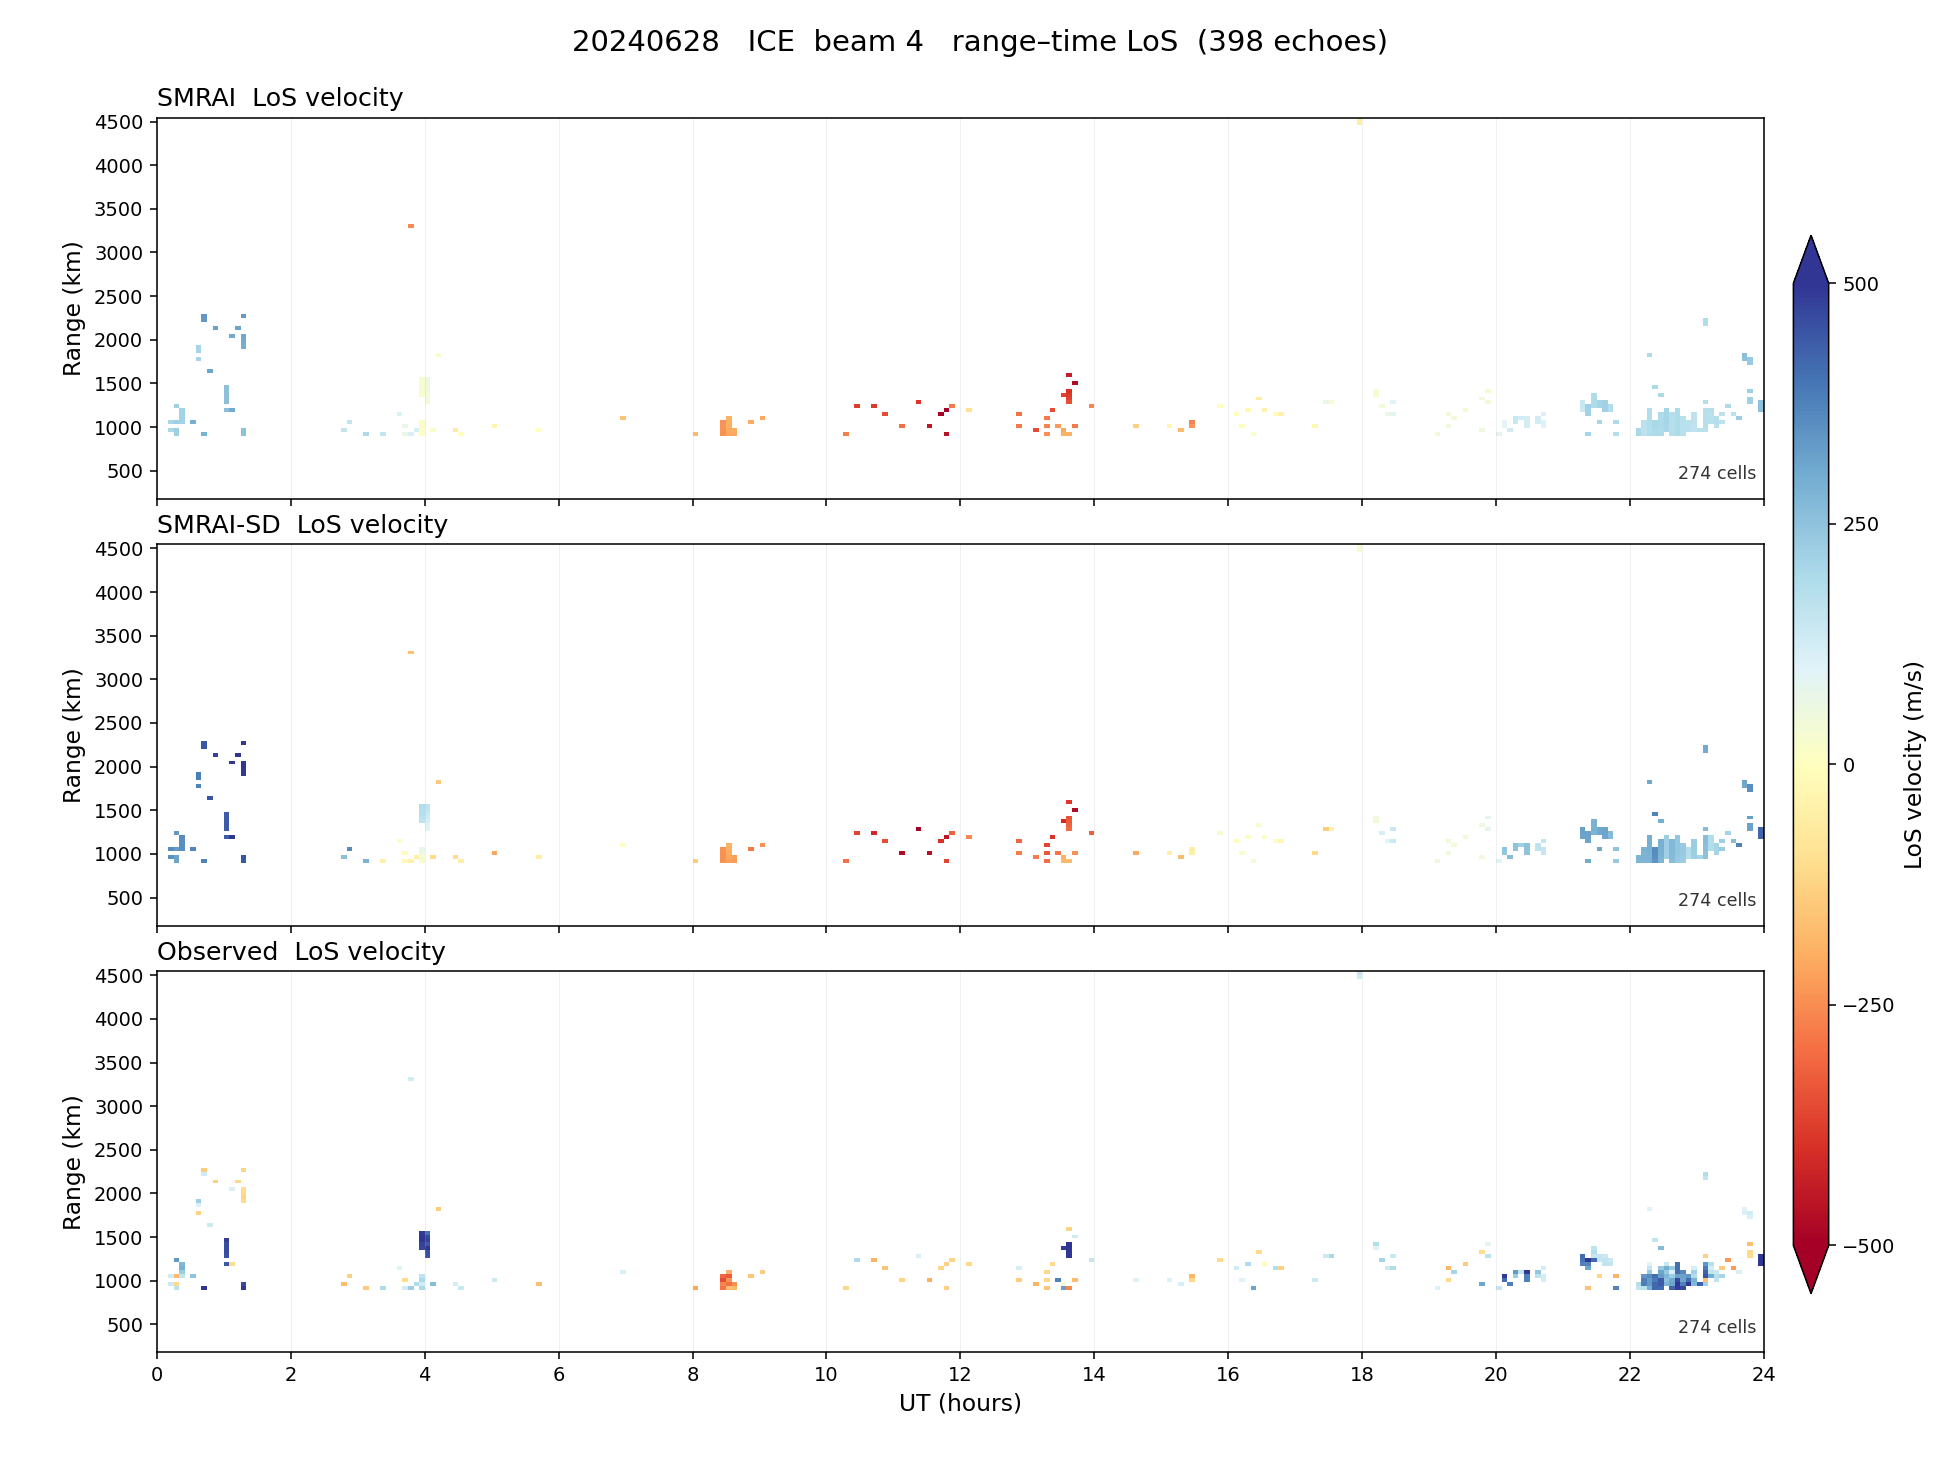 20240628   ICE  beam 4   range–time LoS  (398 echoes)
SMRAI  LoS velocity
4500
4000
3500
3000
2500
2000
1500
1000
500
Range (km)
274 cells
SMRAI-SD  LoS velocity
4500
4000
3500
3000
2500
2000
1500
1000
500
Range (km)
274 cells
Observed  LoS velocity
4500
4000
3500
3000
2500
2000
1500
1000
500
Range (km)
274 cells
0 2 4 6 8 10 12 14 16 18 20 22 24
UT (hours)
500
250
0
−250
−500
LoS velocity (m/s)